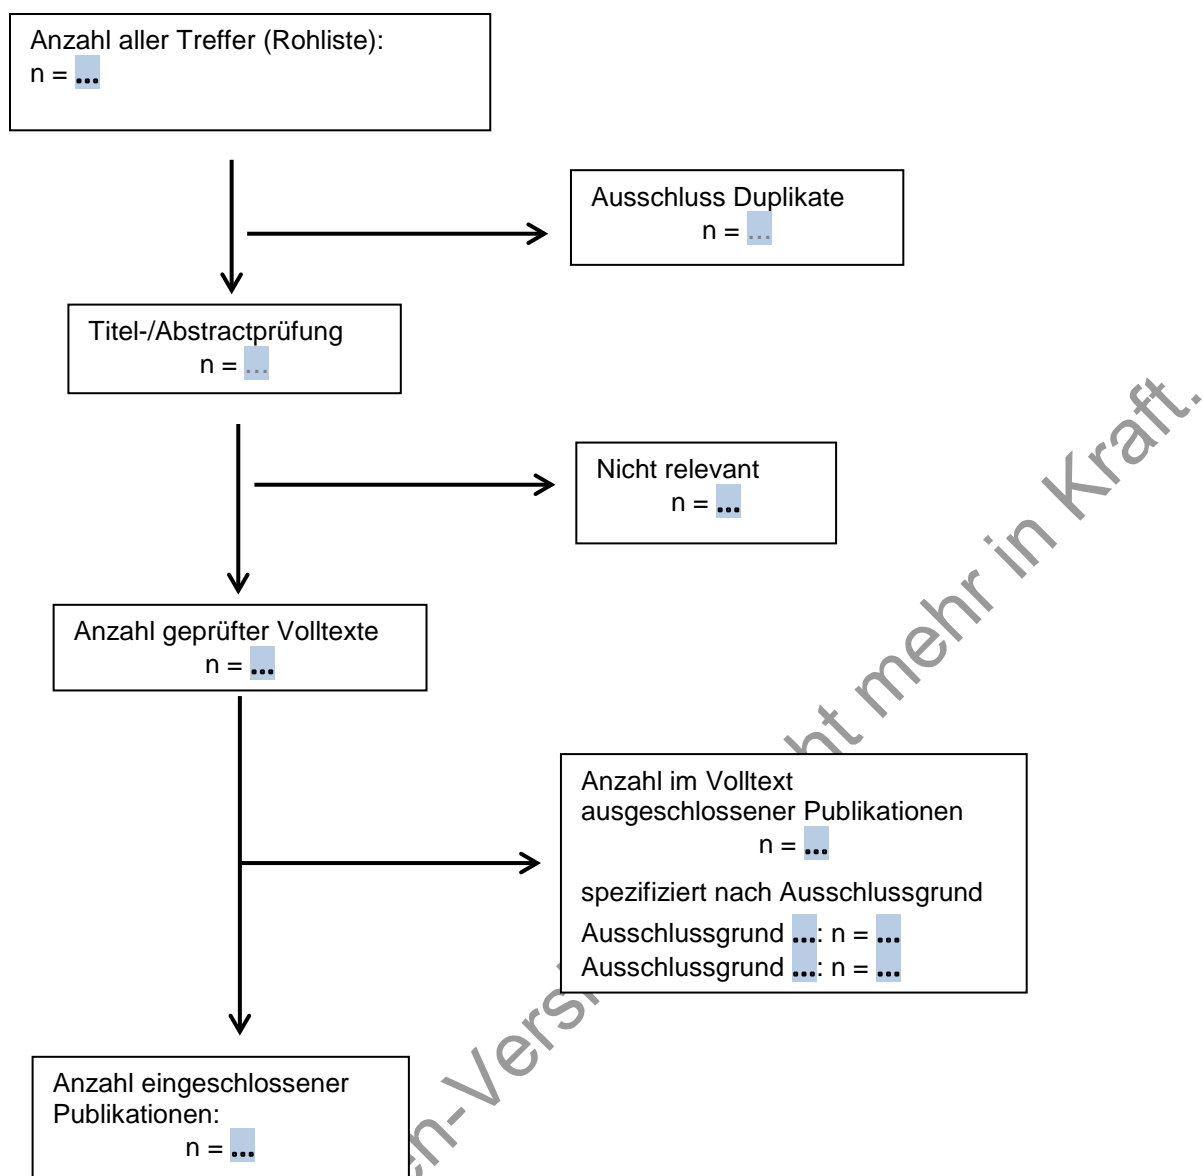 Anzahl aller Treffer (Rohliste):
n = ...
Ausschluss Duplikate
n = ...
Titel-/Abstractprüfung
n = ...
Nicht relevant
n = ...
Anzahl geprüfter Volltexte
n = ...
Anzahl im Volltext
ausgeschlossener Publikationen
n = ...
spezifiziert nach Ausschlussgrund
Ausschlussgrund ...: n = ...
Ausschlussgrund ...: n = ...
Anzahl eingeschlossener
Publikationen:
n = ...
mehr in Kraft.